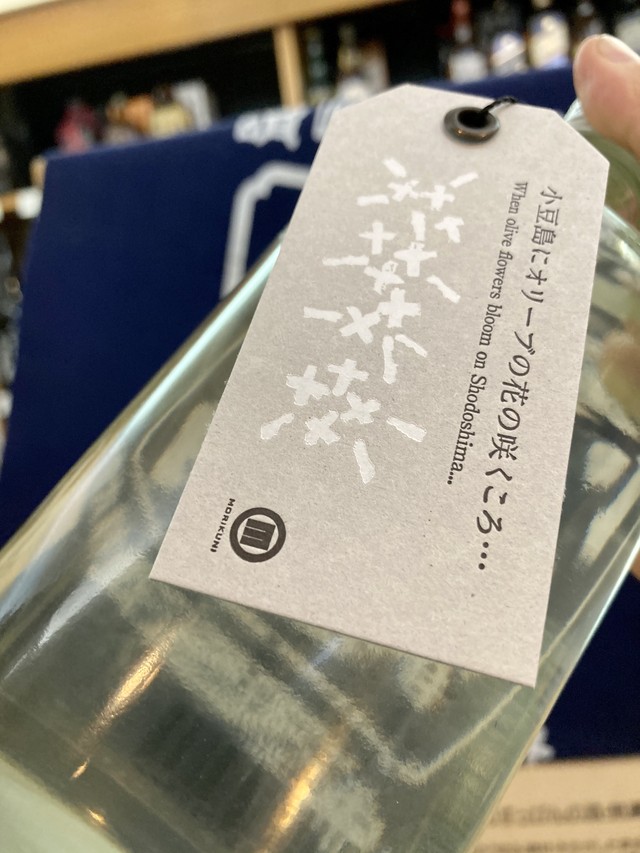 小豆島にオリーブの花の咲くころ…
When olive flowers bloom on Shodoshima...
MORIKUNI